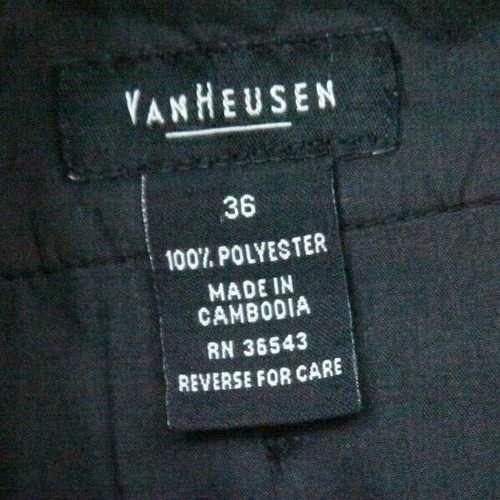 VANHEUSEN
36
100% POLYESTER
MADE IN
CAMBODIA
RN 36543
REVERSE FOR CARE